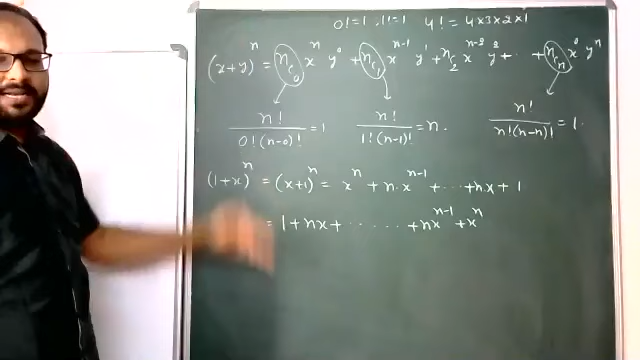 0! = 1 , 1! = 1   4! = 4×3×2×1
(x+y)^n = nC0 x^n y^0 + nC1 x^(n-1) y^1 + nC2 x^(n-2) y^2 + ... + nCn x^0 y^n
n!/(0!(n-0)!) = 1   n!/(1!(n-1)!) = n.   n!/(n!(n-n)!) = 1.
(1+x)^n = (x+1)^n = x^n + n.x^(n-1) + ... + nx + 1
= 1 + nx + ...... + nx^(n-1) + x^n